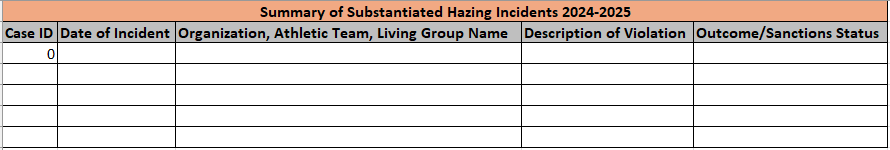 Summary of Substantiated Hazing Incidents 2024-2025
Case ID Date of Incident Organization, Athletic Team, Living Group Name Description of Violation Outcome/Sanctions Status
0